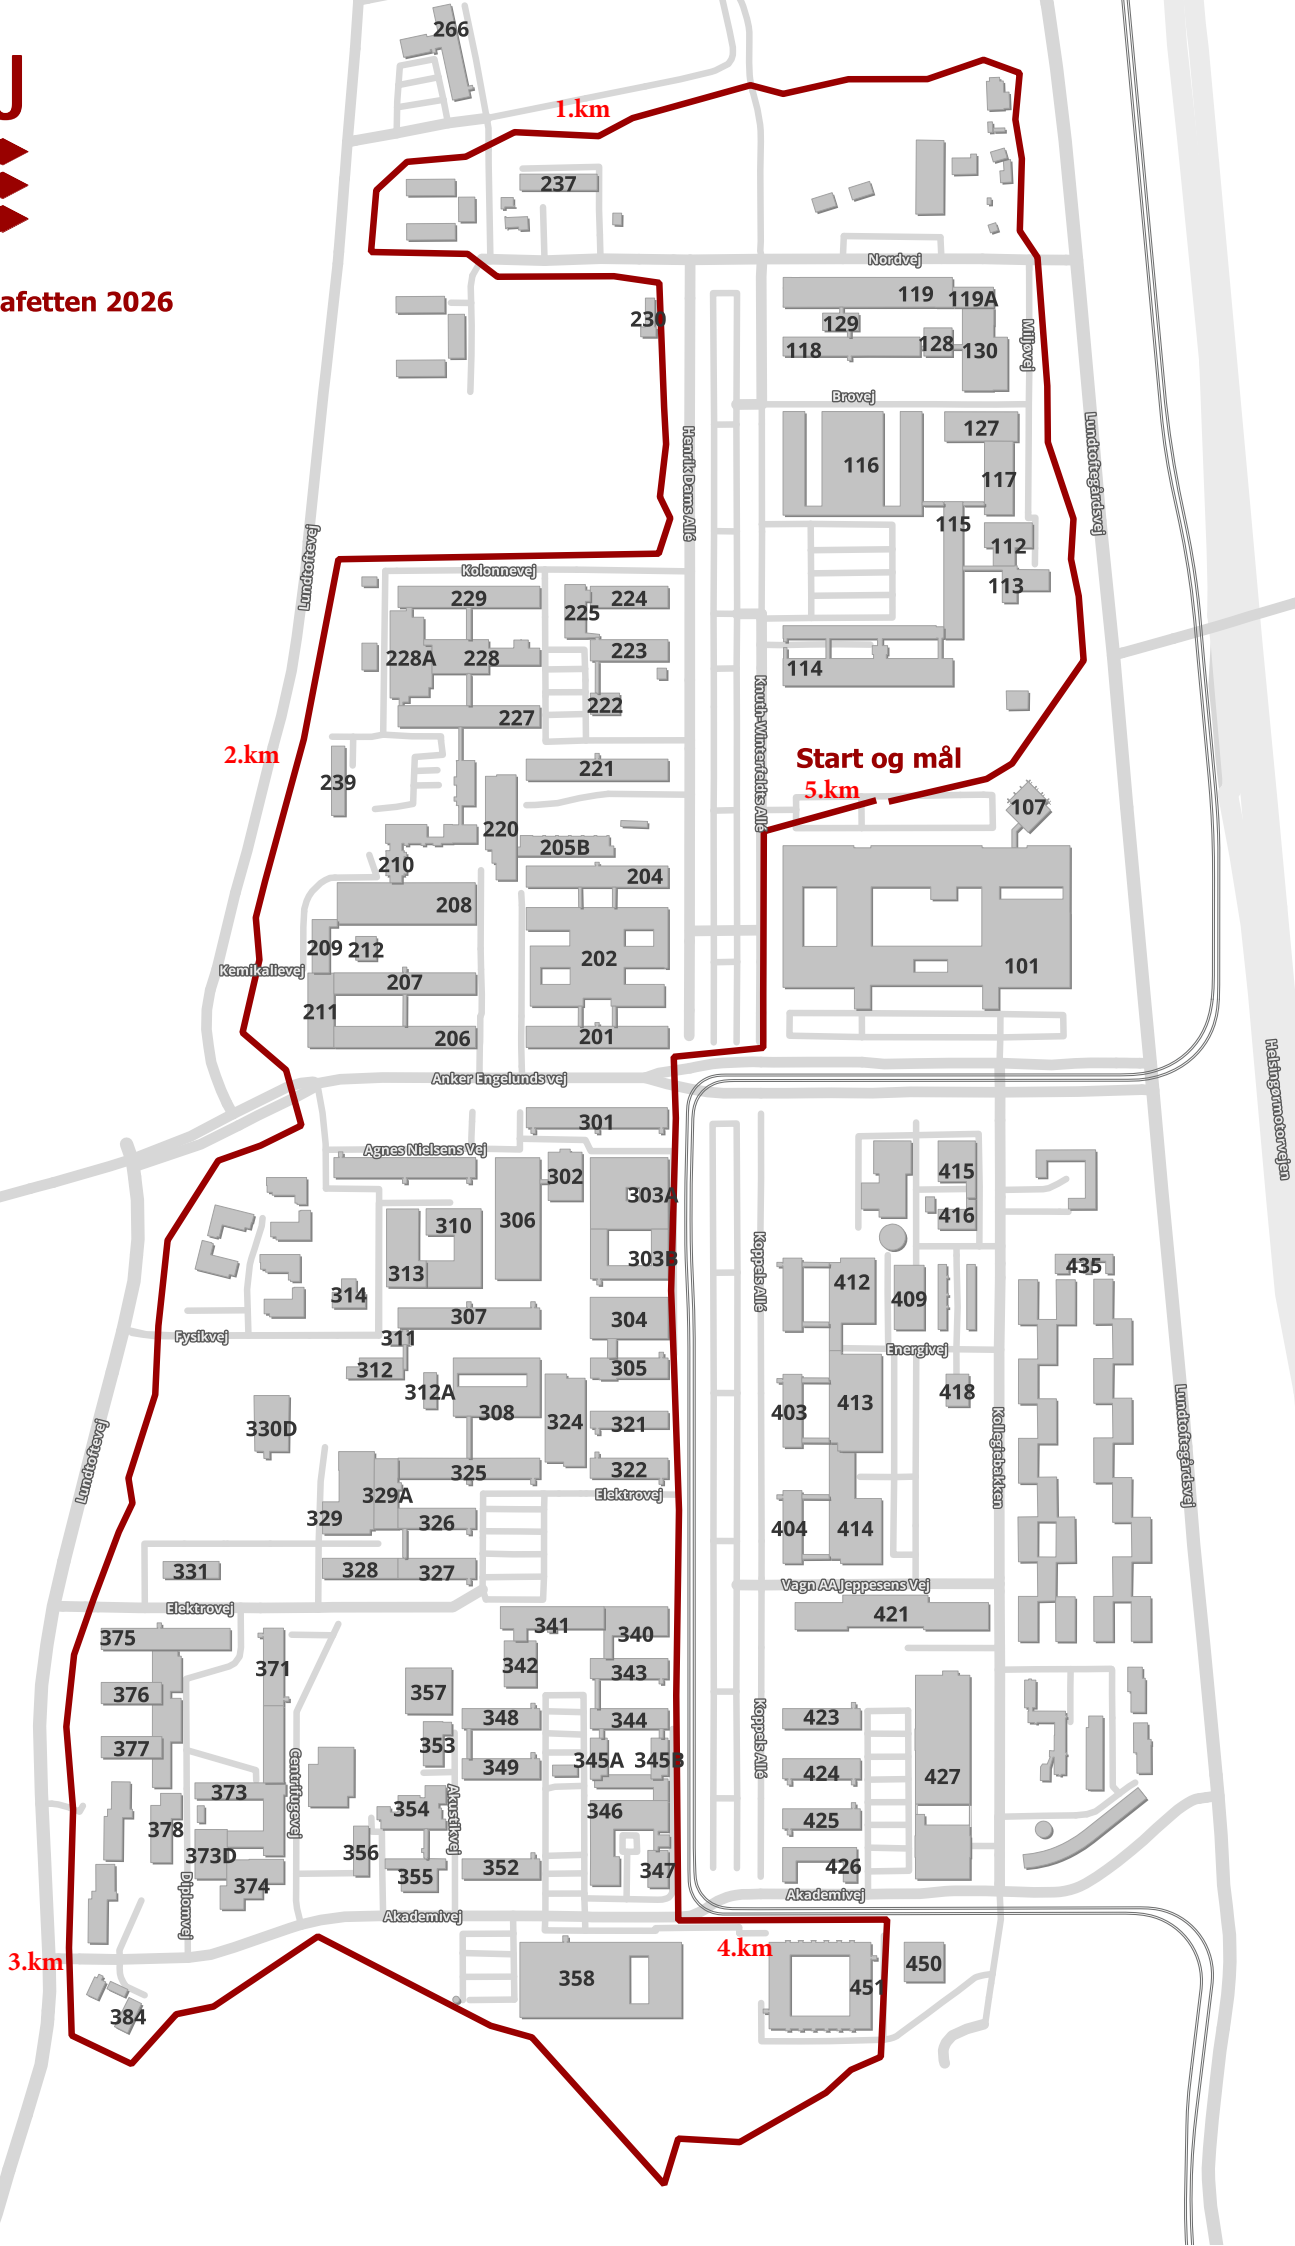 266
U
1.km
237
afetten 2026
Nordvej
119
119A
230
129
118
128
130
Miljøvej
Brovej
127
116
117
Henrik Dams Allé
Lundtoftegårdsvej
115
112
113
Lundtoftevej
Kolonnevej
229
224
225
228A
228
223
114
222
227
Knuth-Winterfeldts Allé
2.km
239
221
Start og mål
5.km
107
220
205B
210
204
208
209
212
202
101
Kemikalievej
207
211
206
201
Anker Engelunds vej
Helsingørmotorvejen
301
Agnes Nielsens Vej
302
303A
415
310
306
416
303B
Koppels Allé
435
313
412
314
409
307
304
Fysikvej
311
Energivej
312
305
312A
418
308
403
413
330D
324
321
Lundtoftevej
Kollegiebakken
Lundtoftegårdsvej
325
322
329A
Elektrovej
329
326
404
414
331
328
327
Vagn AA Jeppesens Vej
Elektrovej
421
375
341
340
371
342
343
376
357
348
344
423
377
353
345A
345B
Koppels Allé
349
424
427
373
Centrifugevej
354
Akustikvej
346
425
378
373D
356
426
374
355
352
347
Diplomvej
Akademivej
Akademivej
3.km
4.km
358
450
451
384